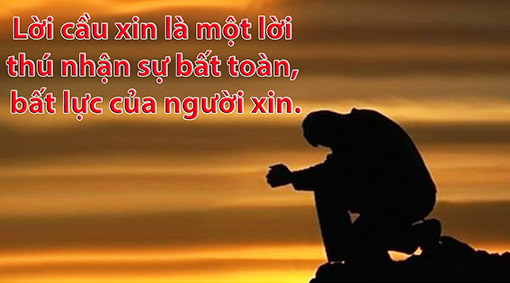 Lời cầu xin là một lời
thú nhận sự bất toàn,
bất lực của người xin.